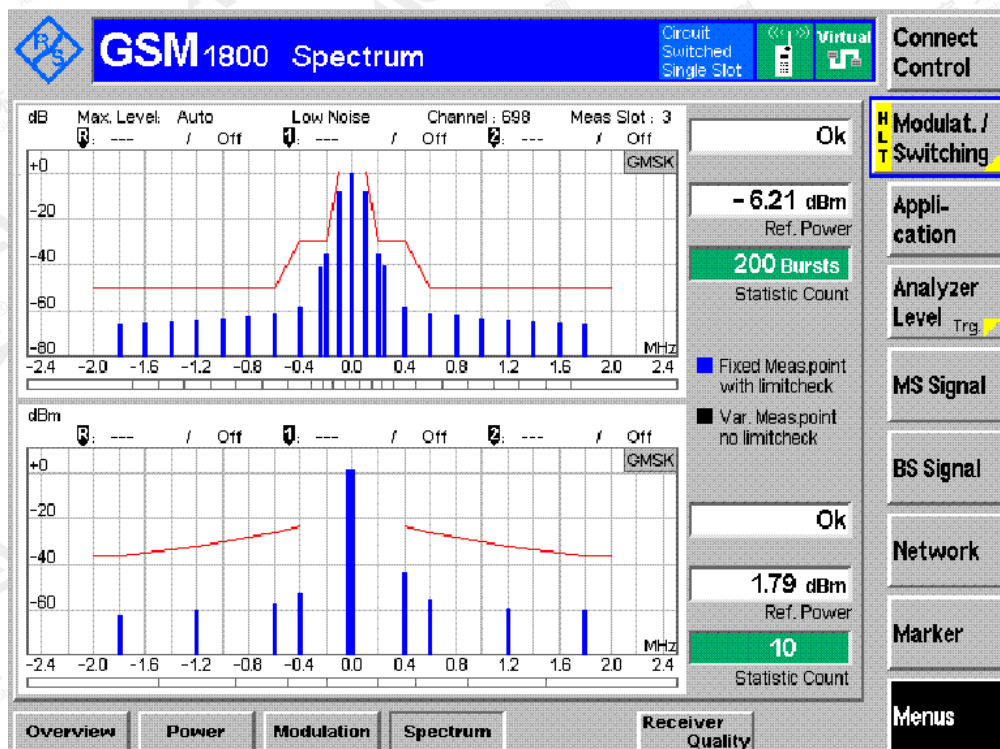 R/S
GSM 1800 Spectrum
Circuit Switched Single Slot
Virtual
Connect Control
dB Max. Level: Auto Low Noise Channel : 698 Meas Slot : 3
R: --- / Off 1: --- / Off 2: --- / Off
GMSK
+0
-20
-40
-60
-80
MHz
-2.4 -2.0 -1.6 -1.2 -0.8 -0.4 0.0 0.4 0.8 1.2 1.6 2.0 2.4
Ok
- 6.21 dBm
Ref. Power
200 Bursts
Statistic Count
Fixed Meas.point
with limitcheck
Var. Meas.point
no limitcheck
dBm
R: --- / Off 1: --- / Off 2: --- / Off
GMSK
+0
-20
-40
-60
MHz
-2.4 -2.0 -1.6 -1.2 -0.8 -0.4 0.0 0.4 0.8 1.2 1.6 2.0 2.4
Ok
1.79 dBm
Ref. Power
10
Statistic Count
HLT
Modulat. /
Switching
Appli-
cation
Analyzer
Level Trg.
MS Signal
BS Signal
Network
Marker
Menus
Overview Power Modulation Spectrum Receiver Quality